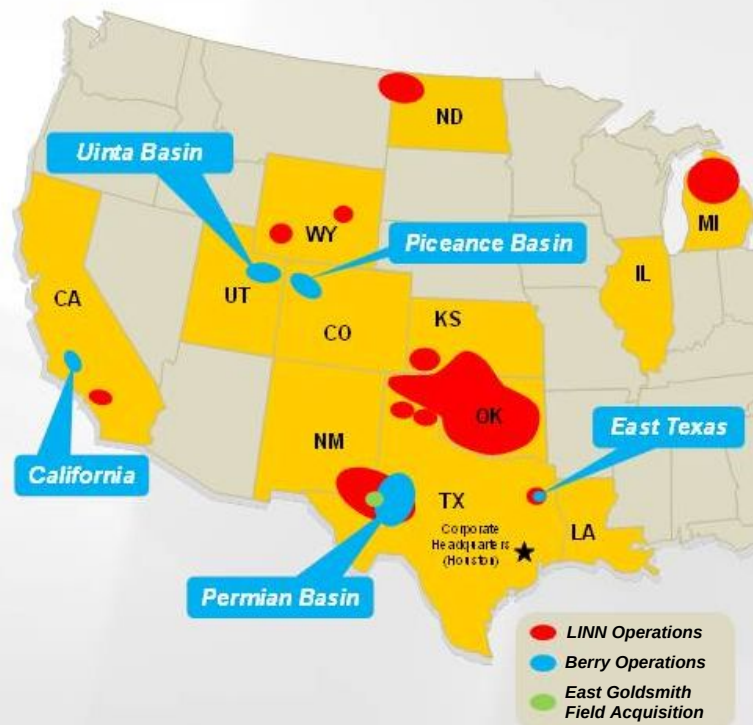 ND
Uinta Basin
WY
MI
Piceance Basin
IL
CA
UT
KS
CO
OK
East Texas
NM
California
TX
LA
Corporate
Headquarters
(Houston)
Permian Basin
LINN Operations
Berry Operations
East Goldsmith
Field Acquisition